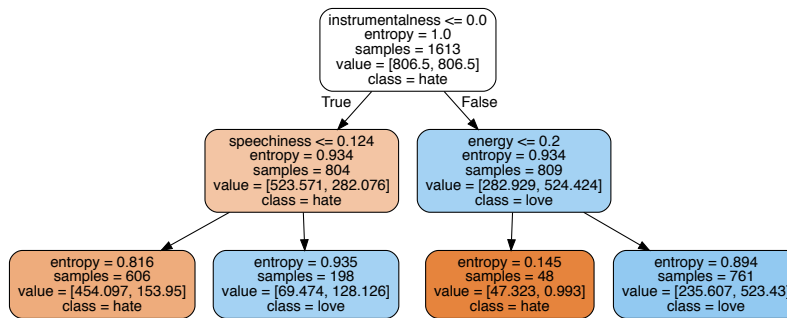 instrumentalness <= 0.0
entropy = 1.0
samples = 1613
value = [806.5, 806.5]
class = hate
True
False
speechiness <= 0.124
entropy = 0.934
samples = 804
value = [523.571, 282.076]
class = hate
energy <= 0.2
entropy = 0.934
samples = 809
value = [282.929, 524.424]
class = love
entropy = 0.816
samples = 606
value = [454.097, 153.95]
class = hate
entropy = 0.935
samples = 198
value = [69.474, 128.126]
class = love
entropy = 0.145
samples = 48
value = [47.323, 0.993]
class = hate
entropy = 0.894
samples = 761
value = [235.607, 523.43]
class = love